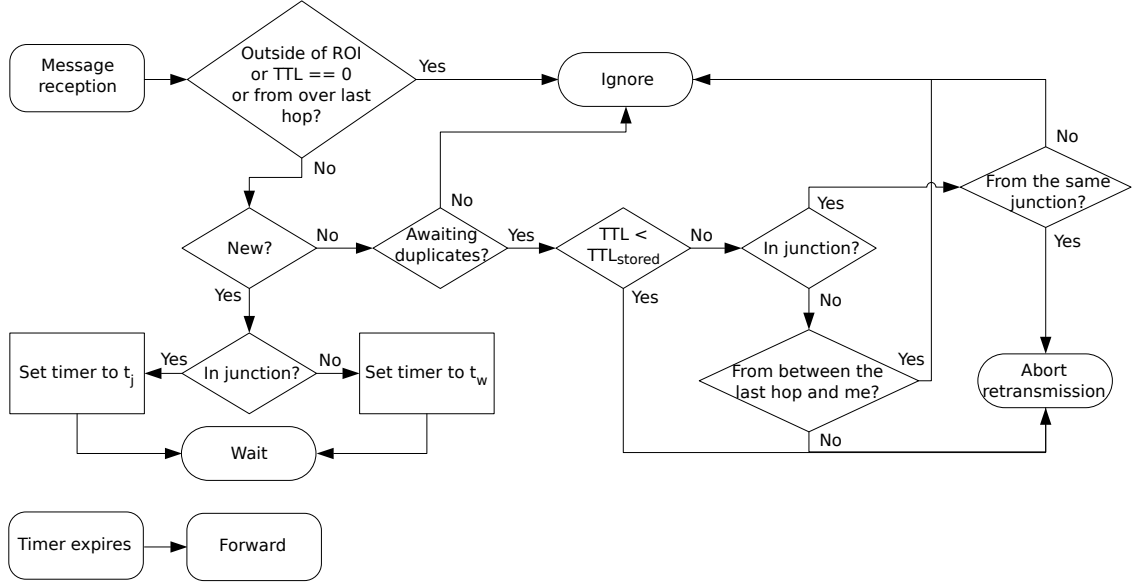 Message
reception
Outside of ROI
or TTL == 0
or from over last
hop?
Yes
No
Ignore
New?
No
Yes
Awaiting
duplicates?
No
Yes
TTL <
TTLstored
No
Yes
In junction?
Yes
No
From the same
junction?
No
Yes
In junction?
Yes
No
Set timer to tj
Set timer to tw
Wait
From between the
last hop and me?
Yes
No
Abort
retransmission
Timer expires
Forward